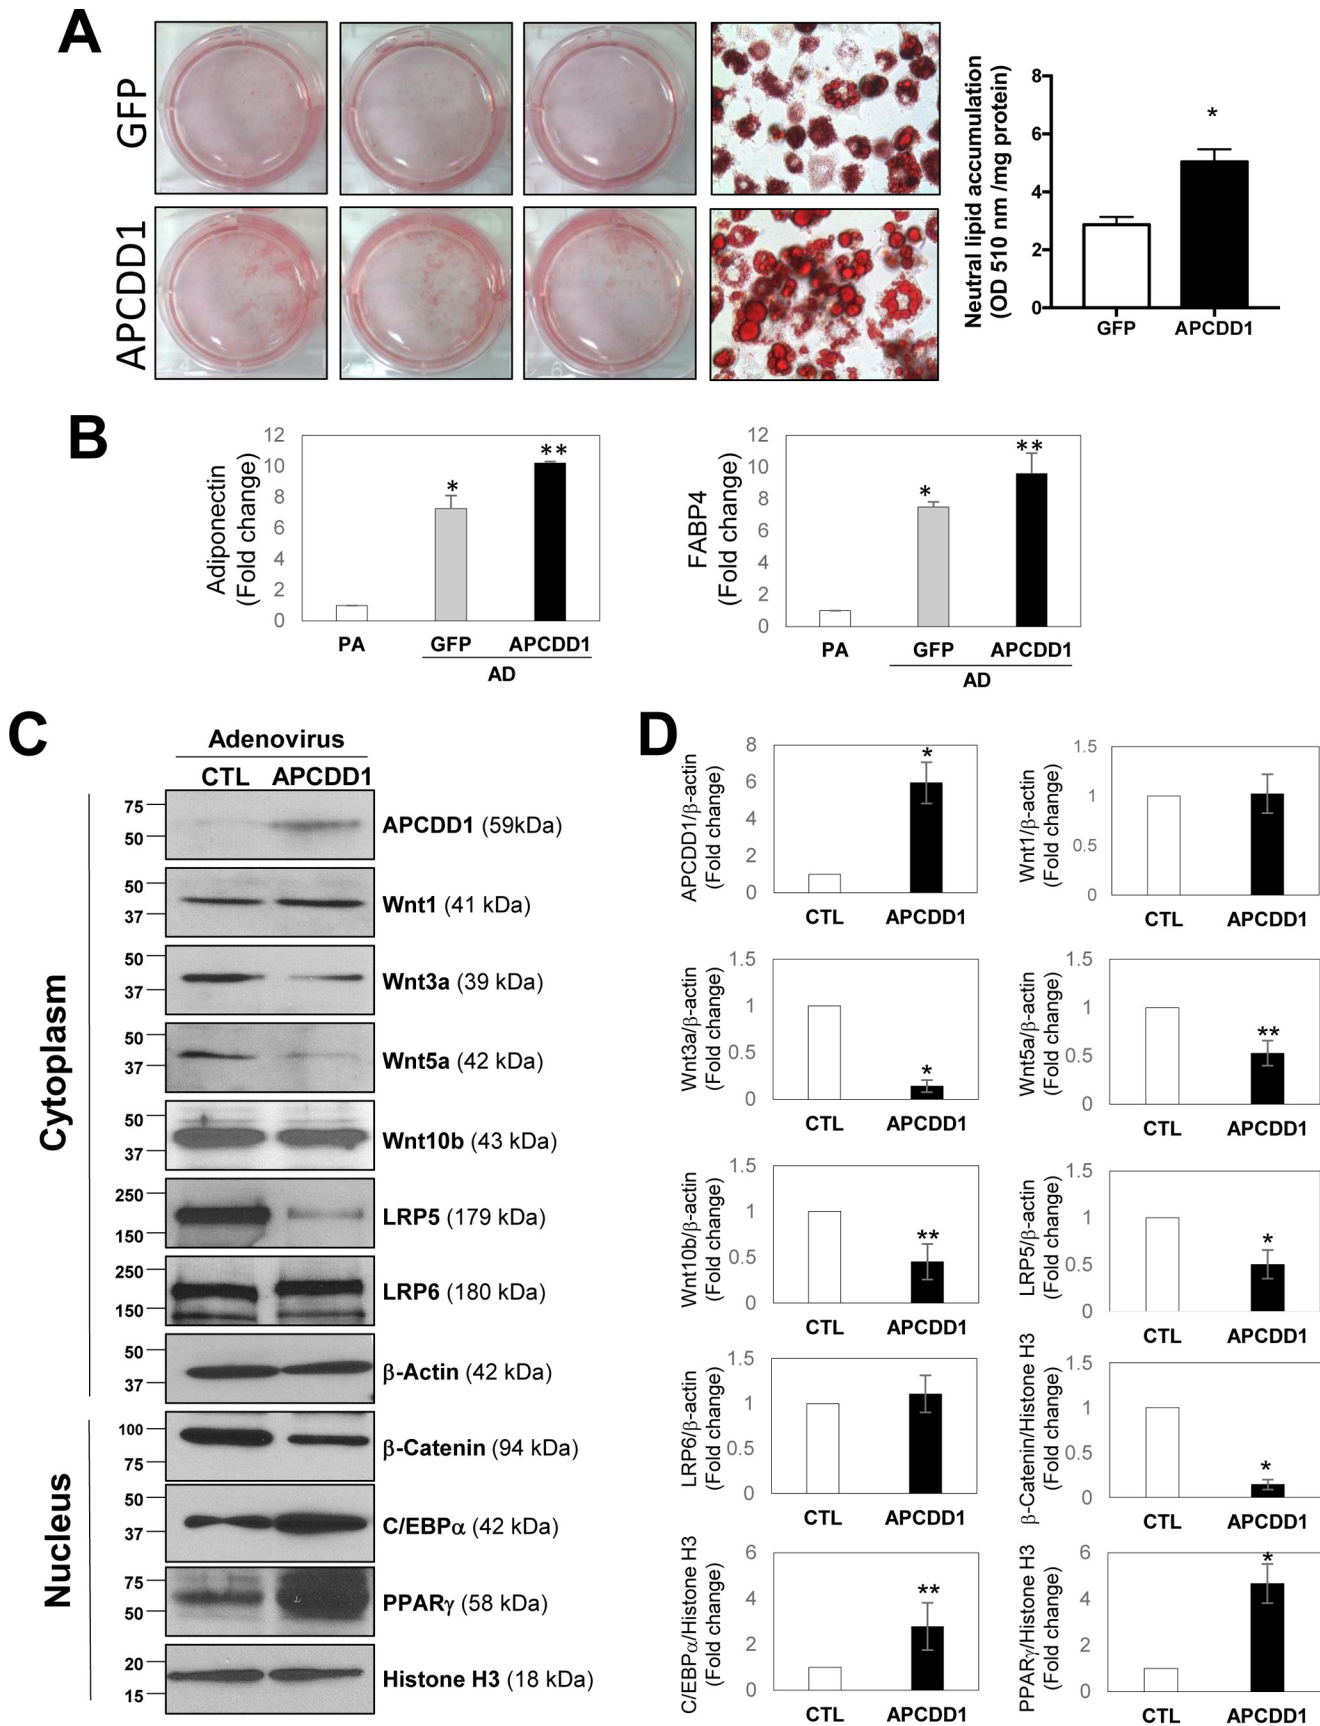 A
GFP
APCDD1
Neutral lipid accumulation
(OD 510 nm /mg protein)
8
6
4
2
0
*
GFP
APCDD1
B
Adiponectin
(Fold change)
12
10
8
6
4
2
0
*
**
PA
GFP
APCDD1
AD
FABP4
(Fold change)
12
10
8
6
4
2
0
*
**
PA
GFP
APCDD1
AD
C
Adenovirus
CTL APCDD1
Cytoplasm
75
50
APCDD1 (59kDa)
50
37
Wnt1 (41 kDa)
50
37
Wnt3a (39 kDa)
50
37
Wnt5a (42 kDa)
50
37
Wnt10b (43 kDa)
250
150
LRP5 (179 kDa)
250
150
LRP6 (180 kDa)
50
37
β-Actin (42 kDa)
Nucleus
100
75
β-Catenin (94 kDa)
50
37
C/EBPα (42 kDa)
75
50
PPARγ (58 kDa)
20
15
Histone H3 (18 kDa)
D
APCDD1/β-actin
(Fold change)
8
6
4
2
0
*
CTL
APCDD1
Wnt1/β-actin
(Fold change)
1.5
1
0.5
0
CTL
APCDD1
Wnt3a/β-actin
(Fold change)
1.5
1
0.5
0
*
CTL
APCDD1
Wnt5a/β-actin
(Fold change)
1.5
1
0.5
0
**
CTL
APCDD1
Wnt10b/β-actin
(Fold change)
1.5
1
0.5
0
**
CTL
APCDD1
LRP5/β-actin
(Fold change)
1.5
1
0.5
0
*
CTL
APCDD1
LRP6/β-actin
(Fold change)
1.5
1
0.5
0
CTL
APCDD1
β-Catenin/Histone H3
(Fold change)
1.5
1
0.5
0
*
CTL
APCDD1
C/EBPα/Histone H3
(Fold change)
6
4
2
0
**
CTL
APCDD1
PPARγ/Histone H3
(Fold change)
6
4
2
0
*
CTL
APCDD1